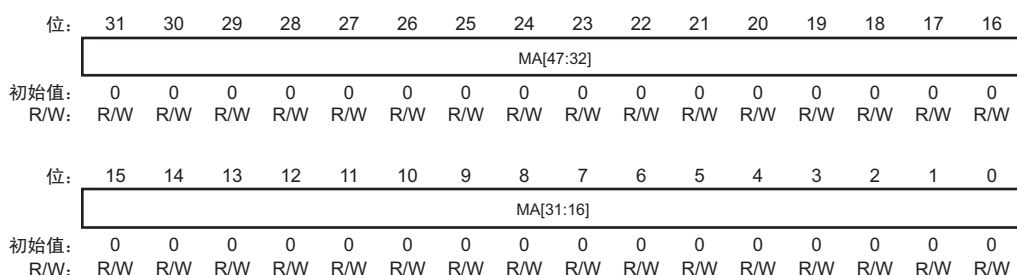 位： 31 30 29 28 27 26 25 24 23 22 21 20 19 18 17 16
MA[47:32]
初始值： 0 0 0 0 0 0 0 0 0 0 0 0 0 0 0 0
R/W： R/W R/W R/W R/W R/W R/W R/W R/W R/W R/W R/W R/W R/W R/W R/W R/W
位： 15 14 13 12 11 10 9 8 7 6 5 4 3 2 1 0
MA[31:16]
初始值： 0 0 0 0 0 0 0 0 0 0 0 0 0 0 0 0
R/W： R/W R/W R/W R/W R/W R/W R/W R/W R/W R/W R/W R/W R/W R/W R/W R/W